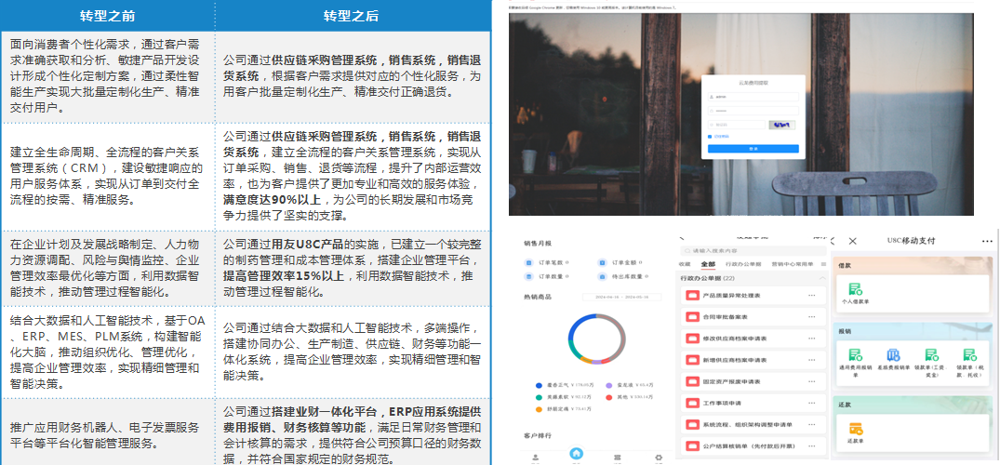 转型之前
转型之后
面向消费者个性化需求，通过客户需
求准确获取和分析、敏捷产品开发设
计形成个性化定制方案，通过柔性智
能生产实现大批量定制化生产、精准
交付用户。
公司通过供应链采购管理系统，销售系统，销售退
货系统，根据客户需求提供对应的个性化服务，为
用客户批量定制化生产、精准交付正确退货。
建立全生命周期、全流程的客户关系
管理系统（CRM），建设敏捷响应的
用户服务体系，实现从订单到交付全
流程的按需、精准服务。
公司通过供应链采购管理系统，销售系统，销售退
货系统，建立全流程的客户关系管理系统，实现从
订单采购、销售、退货等流程，提升了内部运营效
率，也为客户提供了更加专业和高效的服务体验，
满意度达90%以上，为公司的长期发展和市场竞
争力提供了坚实的支撑。
在企业计划及发展战略制定、人力物
力资源调配、风险与舆情监控、企业
管理效率最优化等方面，利用数据智
能技术，推动管理过程智能化。
公司通过用友U8C产品的实施，已建立一个较完整
的制药管理和成本管理体系，搭建企业管理平台，
提高管理效率15%以上，利用数据智能技术，推
动管理过程智能化。
结合大数据和人工智能技术，基于OA
、ERP、MES、PLM系统，构建智能
化大脑，推动组织优化、管理优化，
提高企业管理效率，实现精细管理和
智能决策。
公司通过结合大数据和人工智能技术，多端操作，
搭建协同办公、生产制造、供应链、财务等功能一
体化系统，提高企业管理效率，实现精细管理和智
能决策。
推广应用财务机器人、电子发票服务
平台等平台化智能管理服务。
公司通过搭建业财一体化平台，ERP应用系统提供
费用报销、财务核算等功能，满足日常财务管理和
会计核算的需求，提供符合公司预算口径的财务数
据，并符合国家规定的财务规范。
admin
登 录
销售月报
订单笔数 0
订单金额 0
订单数量 0
待出库数量 0
热销商品
2024-04-16 - 2024-05-16
藿香正气 ¥ 176.05万
其他 ¥ 330.14万
舒眠定魂 ¥ 73.41万
客户排行
请输入搜索内容
收藏
全部
行政办公单据
营销中心常用单
行政办公单据 (22)
产品质量异常处理表
合同审批备案表
修改供应商档案申请表
新增供应商档案申请表
固定资产报废申请表
工作事项申请
系统流程、组织架构调整申请单
公户结算核销单（先付款后开票）
U8C移动支付
借款
个人借款单
报销
通用费用报销
单
差旅费报销单
领款单(工资
奖金)
领款单（税
款 托收）
还款
还款单